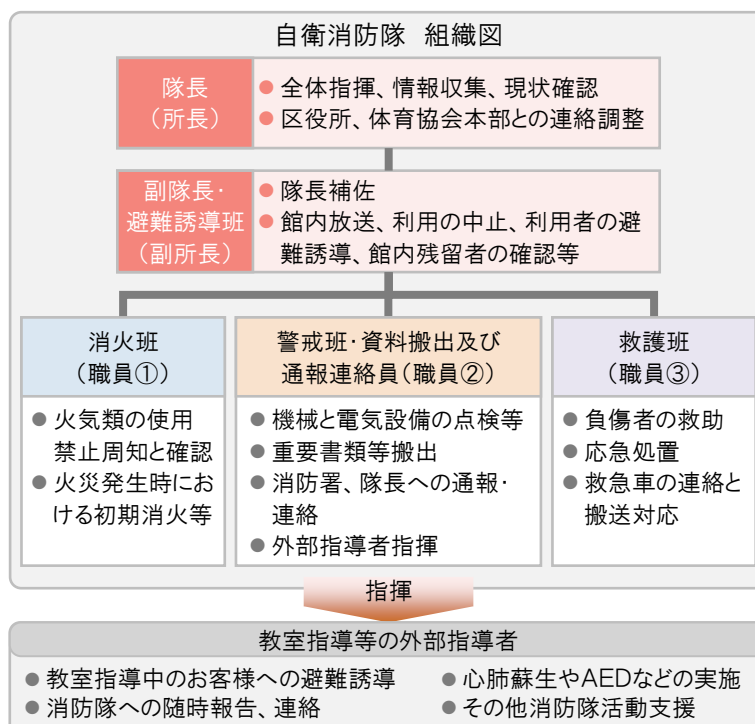 自衛消防隊 組織図
隊長
（所長）
● 全体指揮、情報収集、現状確認
● 区役所、体育協会本部との連絡調整
副隊長・
避難誘導班
（副所長）
● 隊長補佐
● 館内放送、利用の中止、利用者の避
難誘導、館内残留者の確認等
消火班
（職員①）
● 火気類の使用
禁止周知と確認
● 火災発生時にお
ける初期消火等
警戒班・資料搬出及び
通報連絡員（職員②）
● 機械と電気設備の点検等
● 重要書類等搬出
● 消防署、隊長への通報・
連絡
● 外部指導者指揮
救護班
（職員③）
● 負傷者の救助
● 応急処置
● 救急車の連絡と
搬送対応
指揮
教室指導等の外部指導者
● 教室指導中のお客様への避難誘導
● 消防隊への随時報告、連絡
● 心肺蘇生やAEDなどの実施
● その他消防隊活動支援